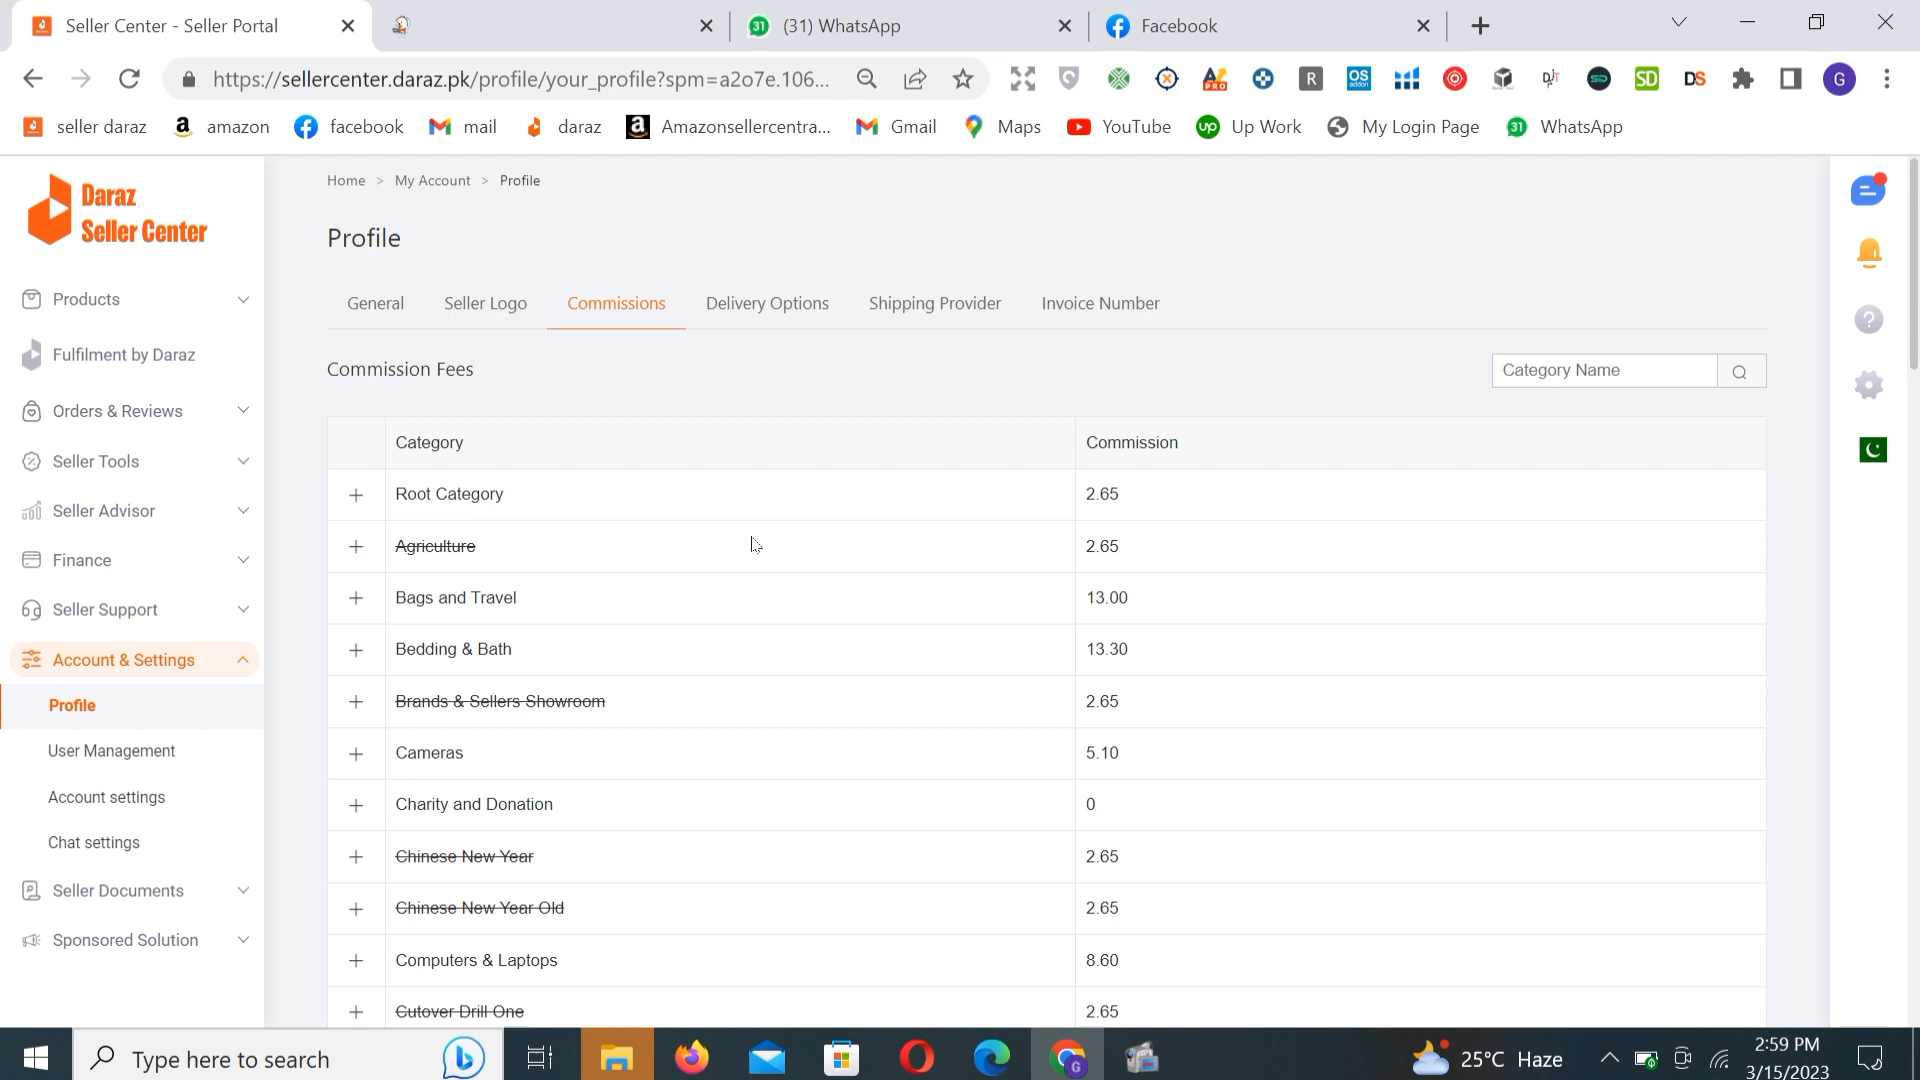 Seller Center - Seller Portal
(31) WhatsApp
Facebook
https://sellercenter.daraz.pk/profile/your_profile?spm=a2o7e.106...
seller daraz
amazon
facebook
mail
daraz
Amazonsellercentra...
Gmail
Maps
YouTube
Up Work
My Login Page
WhatsApp
Daraz
Seller Center
Products
Fulfilment by Daraz
Orders & Reviews
Seller Tools
Seller Advisor
Finance
Seller Support
Account & Settings
Profile
User Management
Account settings
Chat settings
Seller Documents
Sponsored Solution
Home > My Account > Profile
Profile
General Seller Logo Commissions Delivery Options Shipping Provider Invoice Number
Commission Fees
Category Name
Category Commission
Root Category 2.65
Agriculture 2.65
Bags and Travel 13.00
Bedding & Bath 13.30
Brands & Sellers Showroom 2.65
Cameras 5.10
Charity and Donation 0
Chinese New Year 2.65
Chinese New Year Old 2.65
Computers & Laptops 8.60
Cutover Drill One 2.65
Type here to search
25°C Haze
2:59 PM
3/15/2023